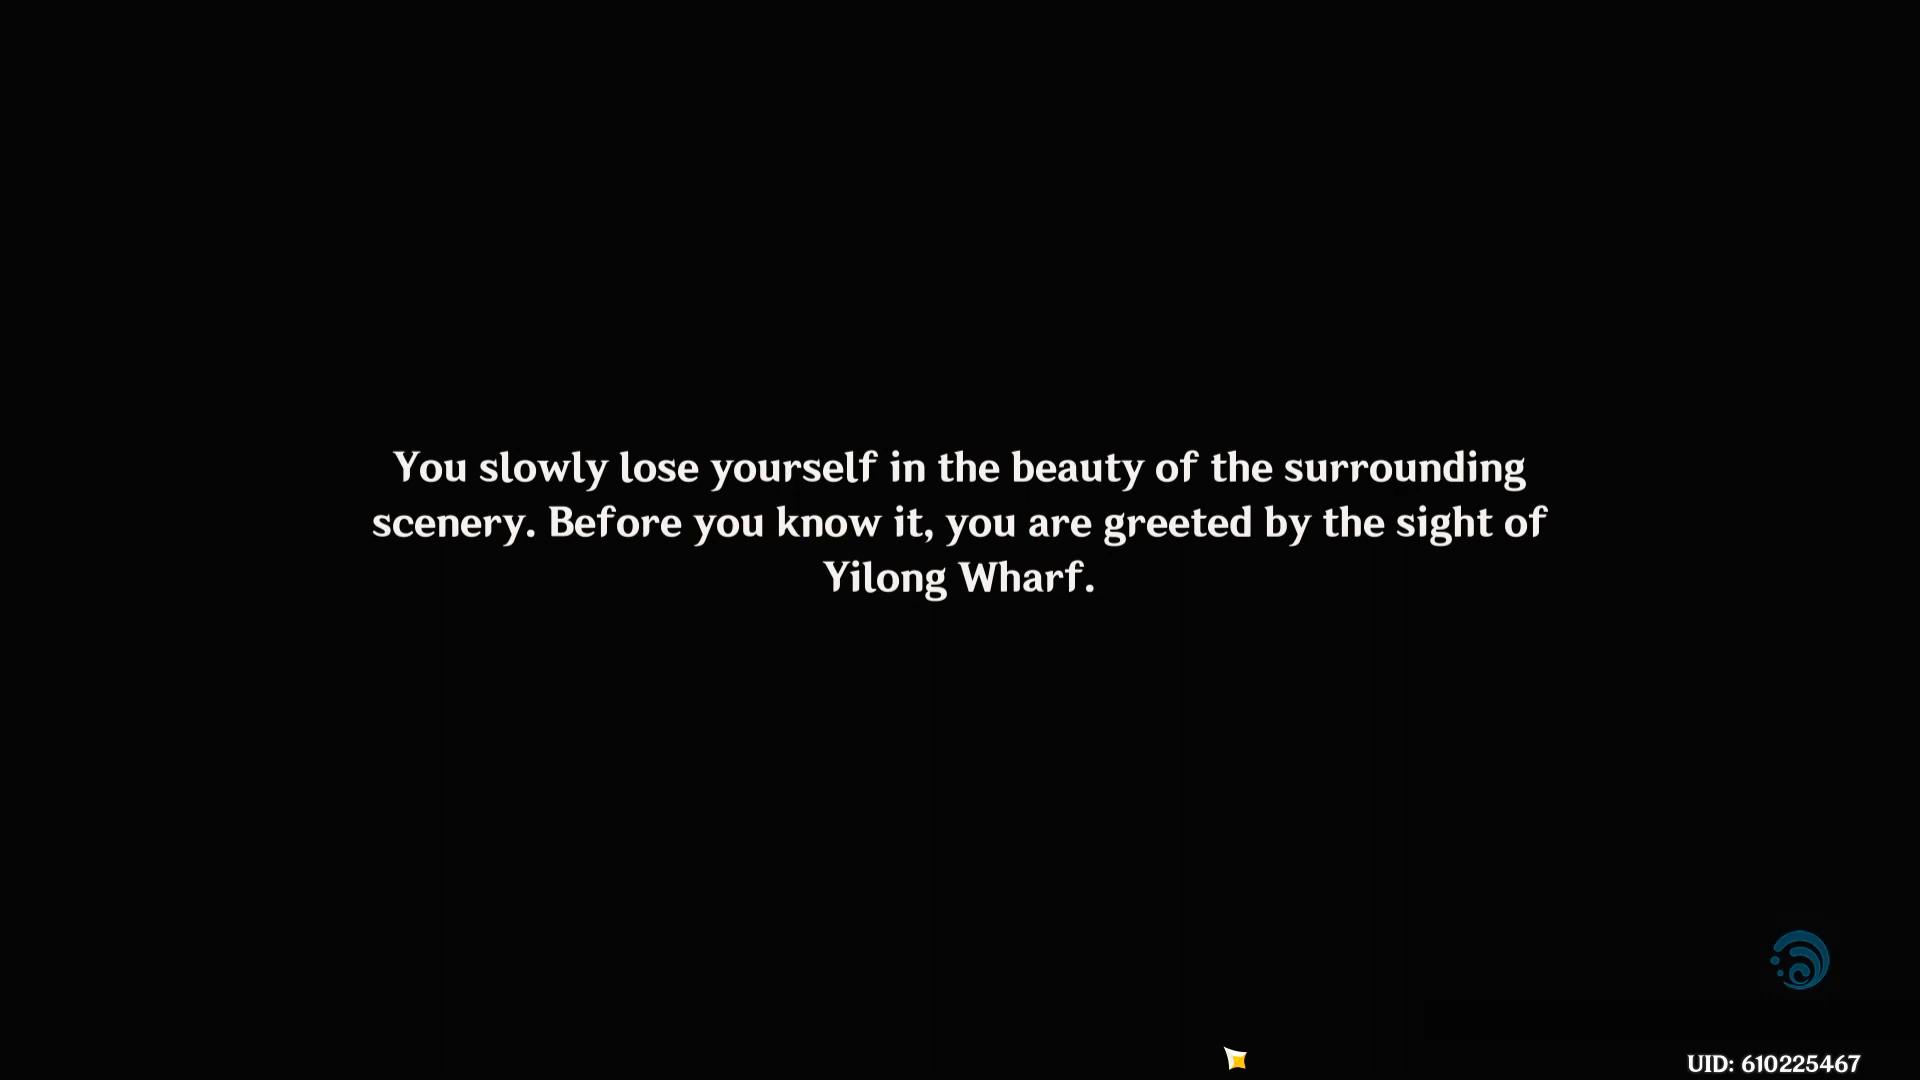 You slowly lose yourself in the beauty of the surrounding
scenery. Before you know it, you are greeted by the sight of
Yilong Wharf.
UID: 610225467